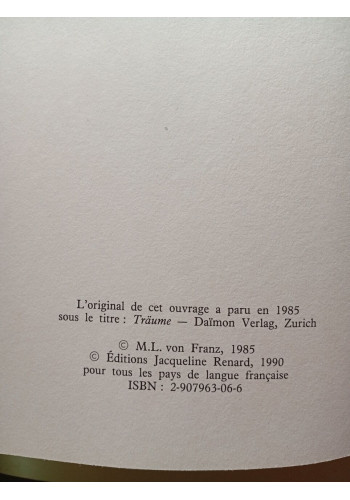 L'original de cet ouvrage a paru en 1985
sous le titre : Träume — Daïmon Verlag, Zurich
© M.L. von Franz, 1985
© Éditions Jacqueline Renard, 1990
pour tous les pays de langue française
ISBN : 2-907963-06-6